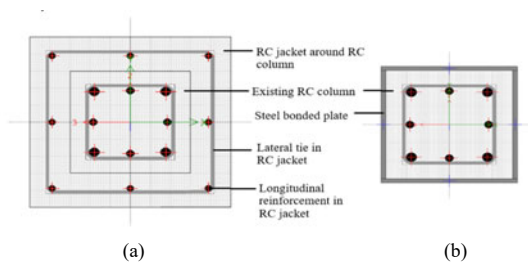 RC jacket around RC
column
Existing RC column
Steel bonded plate
Lateral tie in
RC jacket
Longitudinal
reinforcement in
RC jacket
(a)
(b)